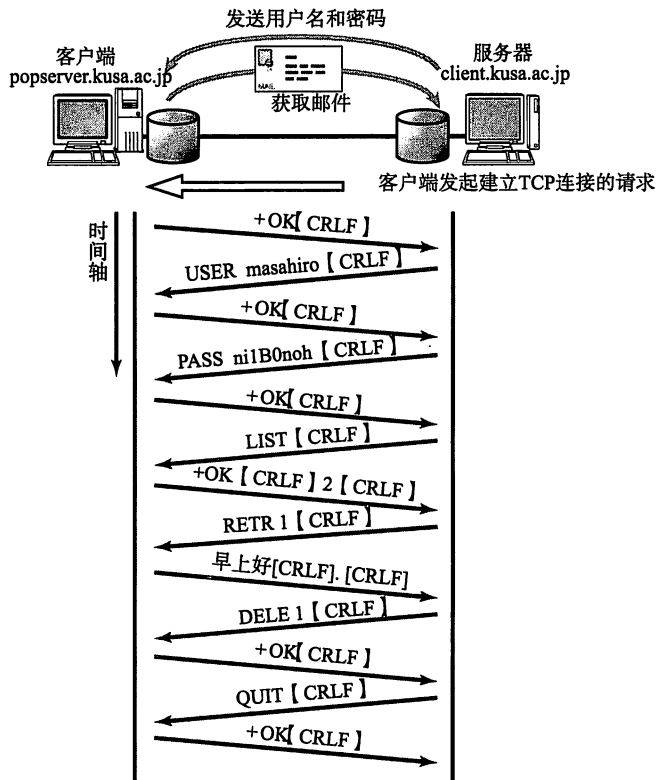 发送用户名和密码
客户端
popserver.kusa.ac.jp
服务器
client.kusa.ac.jp
MAIL
获取邮件
客户端发起建立TCP连接的请求
时间轴
+OK【CRLF】
USER masahiro【CRLF】
+OK【CRLF】
PASS ni1B0noh【CRLF】
+OK【CRLF】
LIST【CRLF】
+OK【CRLF】2【CRLF】
RETR 1【CRLF】
早上好[CRLF]. [CRLF]
DELE 1【CRLF】
+OK【CRLF】
QUIT【CRLF】
+OK【CRLF】